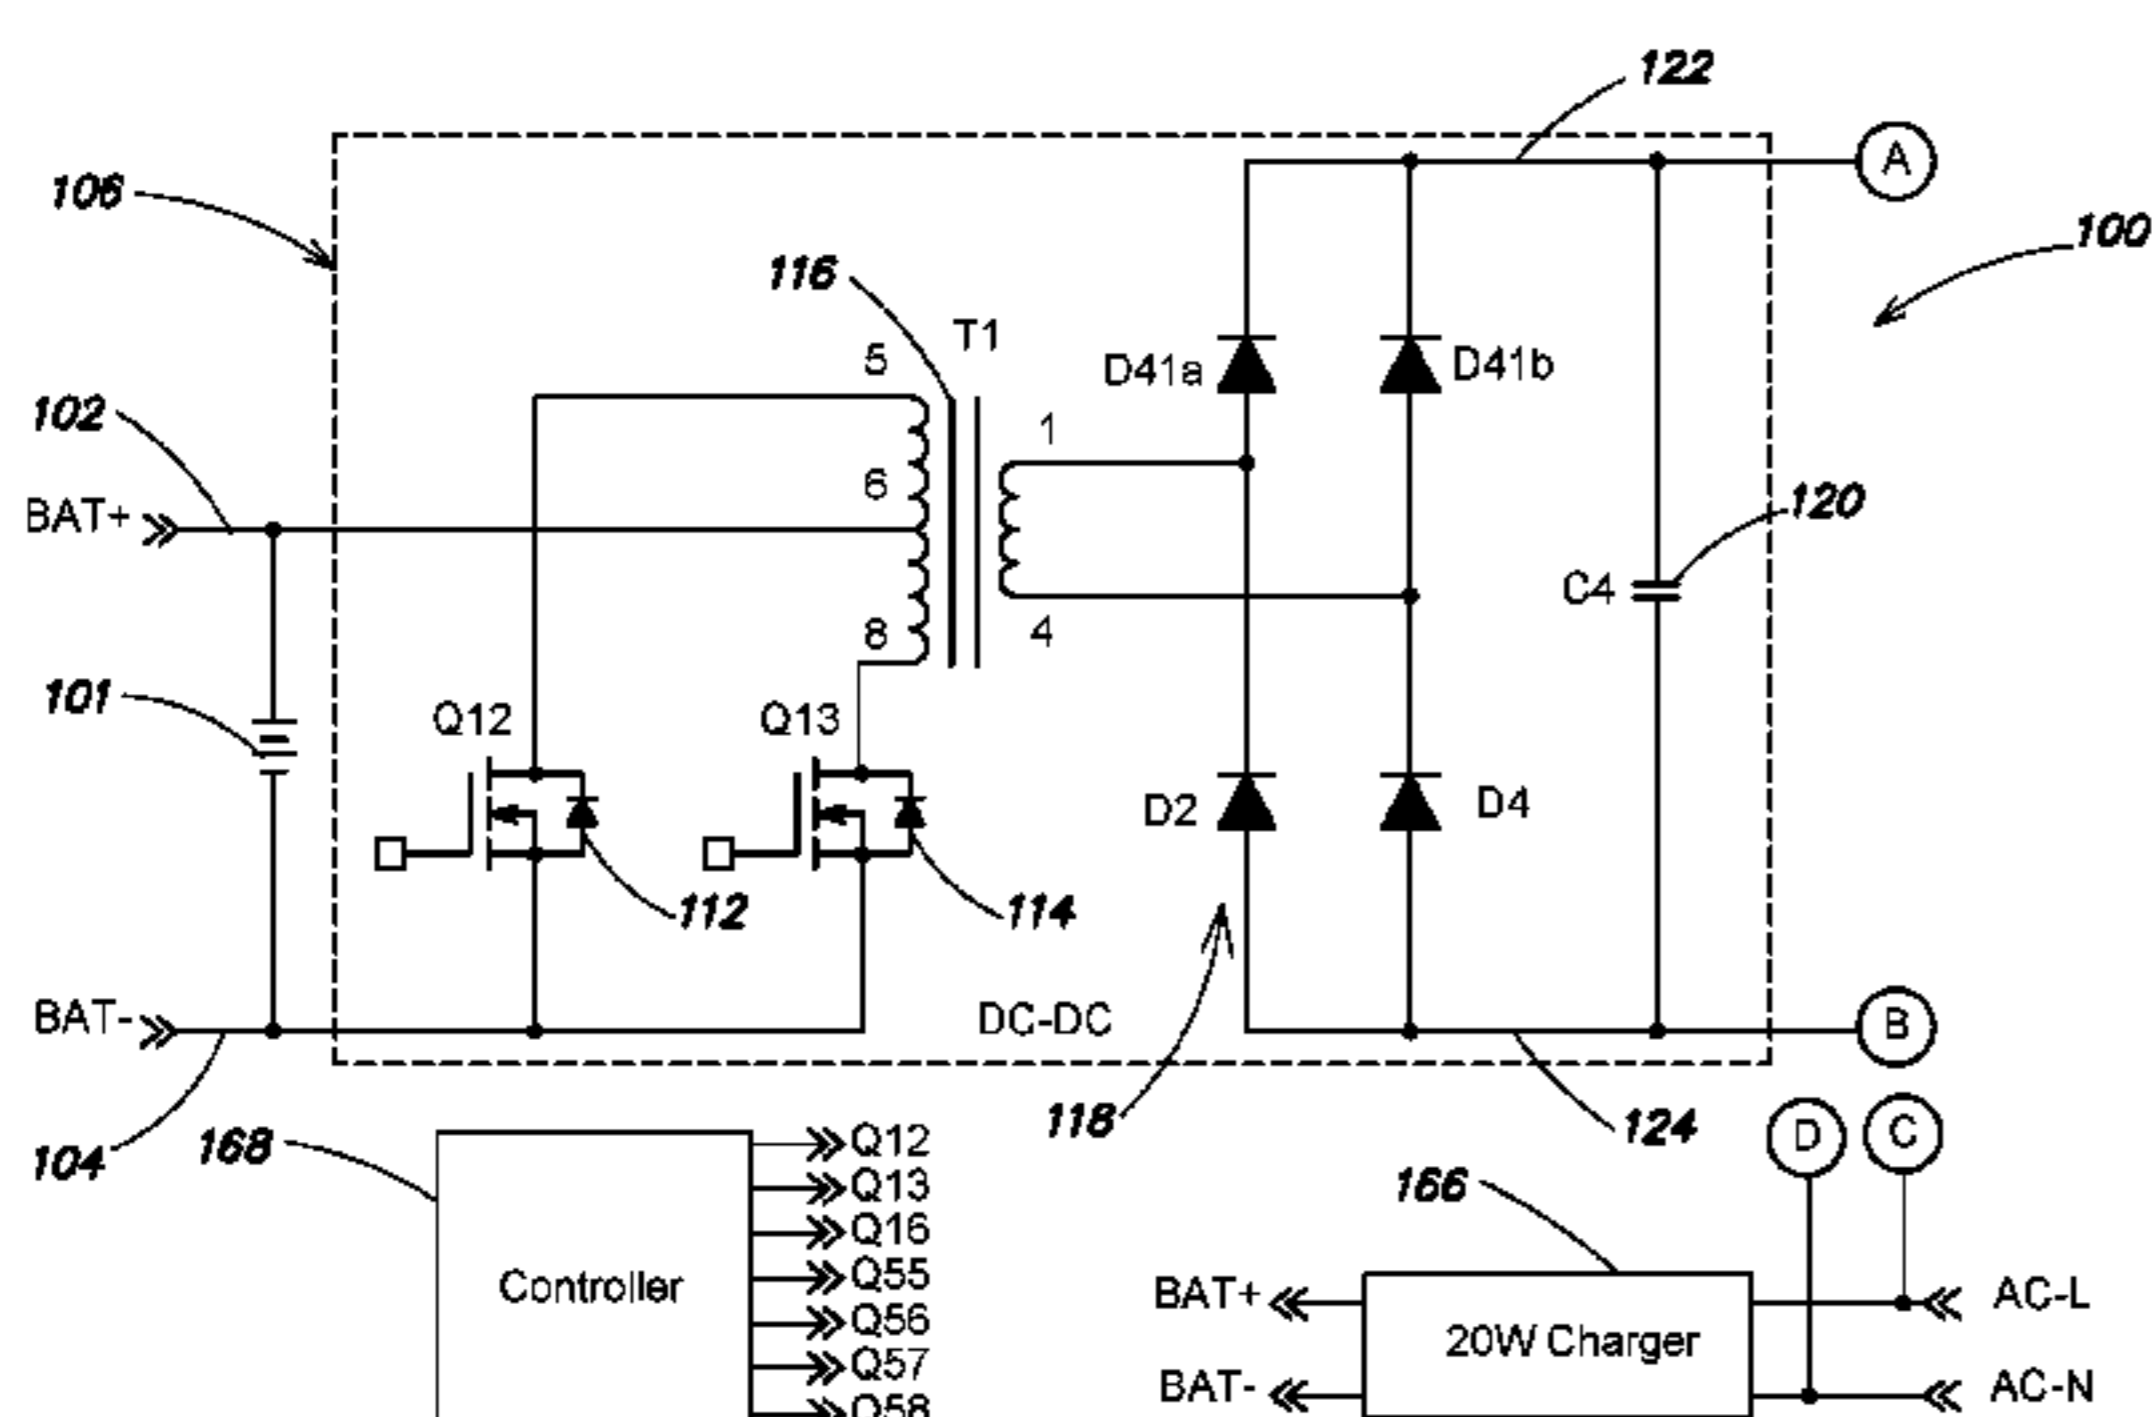 122
A
106
100
116
T1
5
D41a
D41b
102
1
6
BAT+
120
C4
8
4
101
Q12
Q13
D2
D4
112
114
BAT-
DC-DC
B
118
124
D
C
104
168
Q12
Q13
Q16
Q55
Q56
Q57
Q58
Controller
166
BAT+
20W Charger
AC-L
BAT-
AC-N